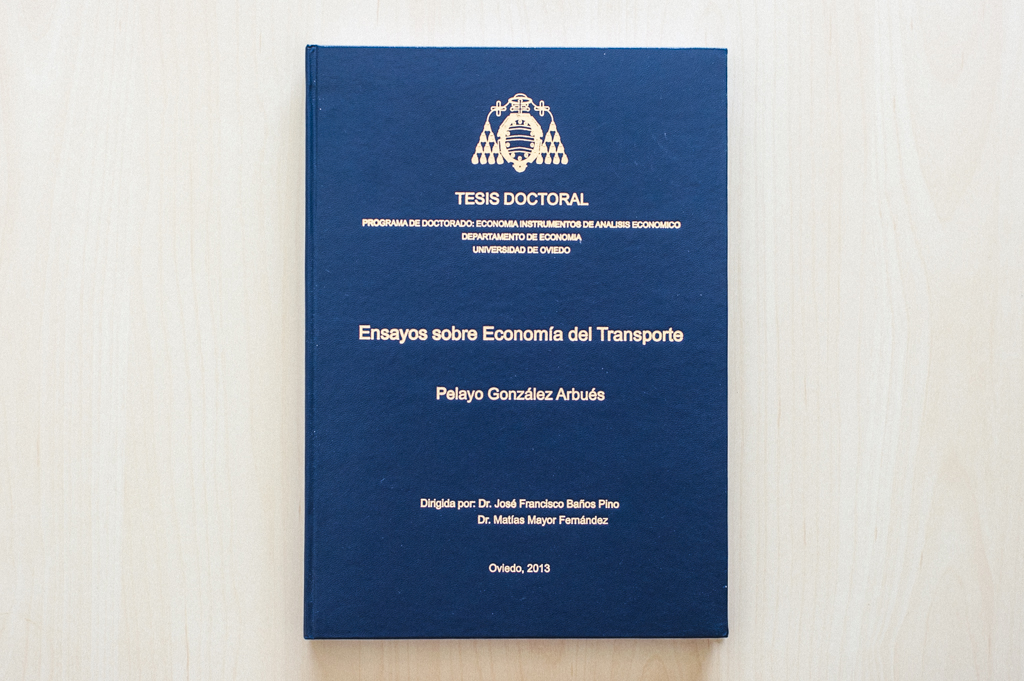 TESIS DOCTORAL
PROGRAMA DE DOCTORADO: ECONOMIA INSTRUMENTOS DE ANALISIS ECONOMICO
DEPARTAMENTO DE ECONOMIA
UNIVERSIDAD DE OVIEDO
Ensayos sobre Economía del Transporte
Pelayo González Arbués
Dirigida por: Dr. José Francisco Baños Pino
Dr. Matías Mayor Fernández
Oviedo, 2013